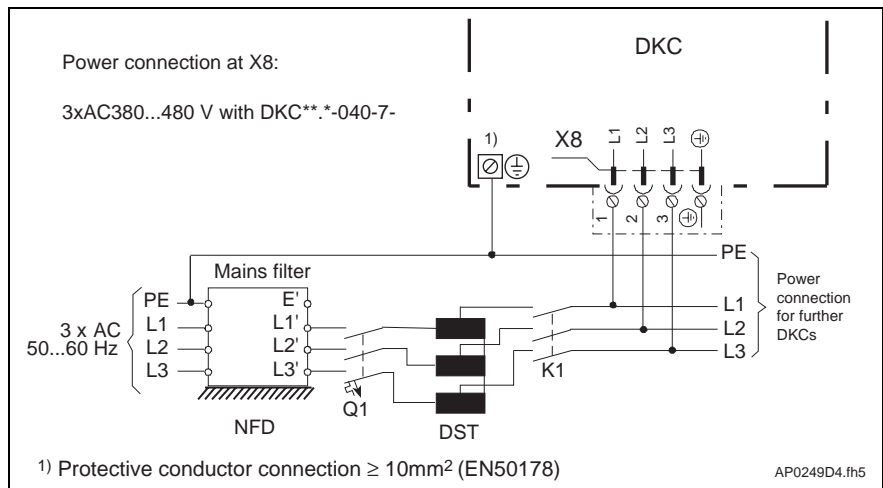 DKC
Power connection at X8:
3xAC380...480 V with DKC**.*-040-7-
1)
X8
L1
L2
L3
1
2
3
PE
Mains filter
PE
E'
3 x AC
50...60 Hz
L1
L1'
L2
L2'
L3
L3'
Q1
K1
L1
L2
L3
Power
connection
for further
DKCs
NFD
DST
1) Protective conductor connection ≥ 10mm² (EN50178)
AP0249D4.fh5